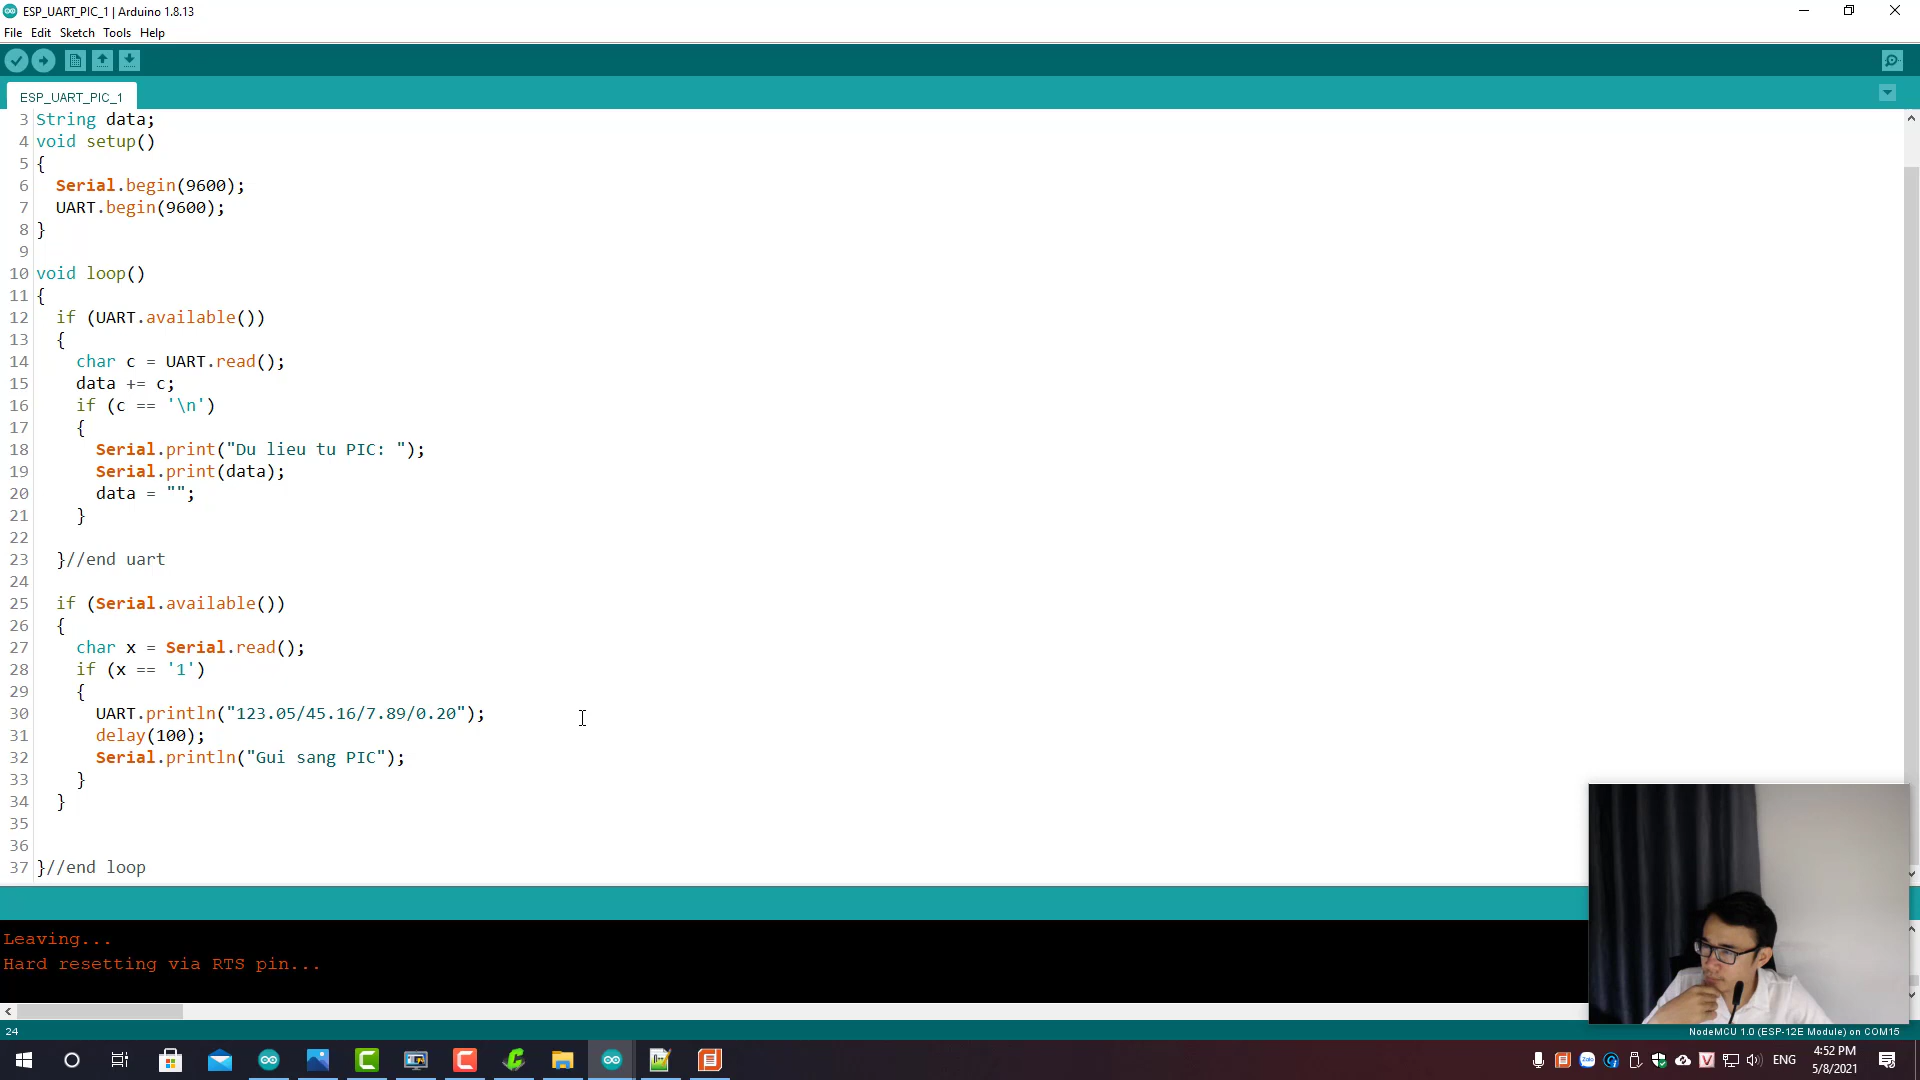 ESP_UART_PIC_1 | Arduino 1.8.13
File Edit Sketch Tools Help
ESP_UART_PIC_1
3 String data;
4 void setup()
5 {
6 Serial.begin(9600);
7 UART.begin(9600);
8 }
9
10 void loop()
11 {
12 if (UART.available())
13 {
14 char c = UART.read();
15 data += c;
16 if (c == '\n')
17 {
18 Serial.print("Du lieu tu PIC: ");
19 Serial.print(data);
20 data = "";
21 }
22
23 }//end uart
24
25 if (Serial.available())
26 {
27 char x = Serial.read();
28 if (x == '1')
29 {
30 UART.println("123.05/45.16/7.89/0.20");
31 delay(100);
32 Serial.println("Gui sang PIC");
33 }
34 }
35
36
37 }//end loop
Leaving...
Hard resetting via RTS pin...
24
NodeMCU 1.0 (ESP-12E Module) on COM15
ENG
4:52 PM
5/8/2021